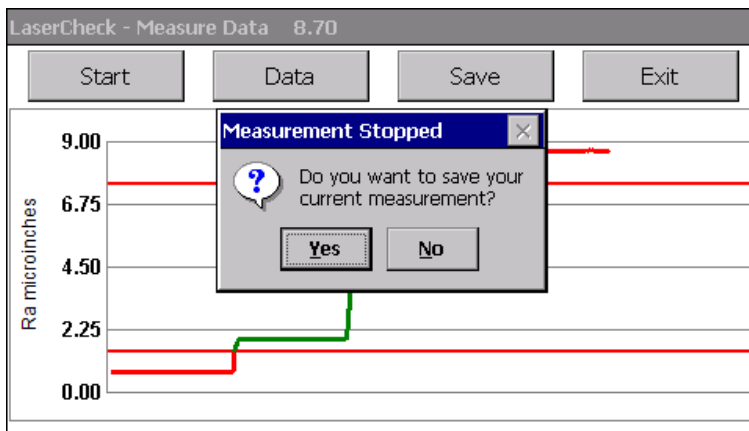 LaserCheck - Measure Data 8.70
Start Data Save Exit
Measurement Stopped
Do you want to save your
current measurement?
Yes No
Ra microinches
9.00
6.75
4.50
2.25
0.00